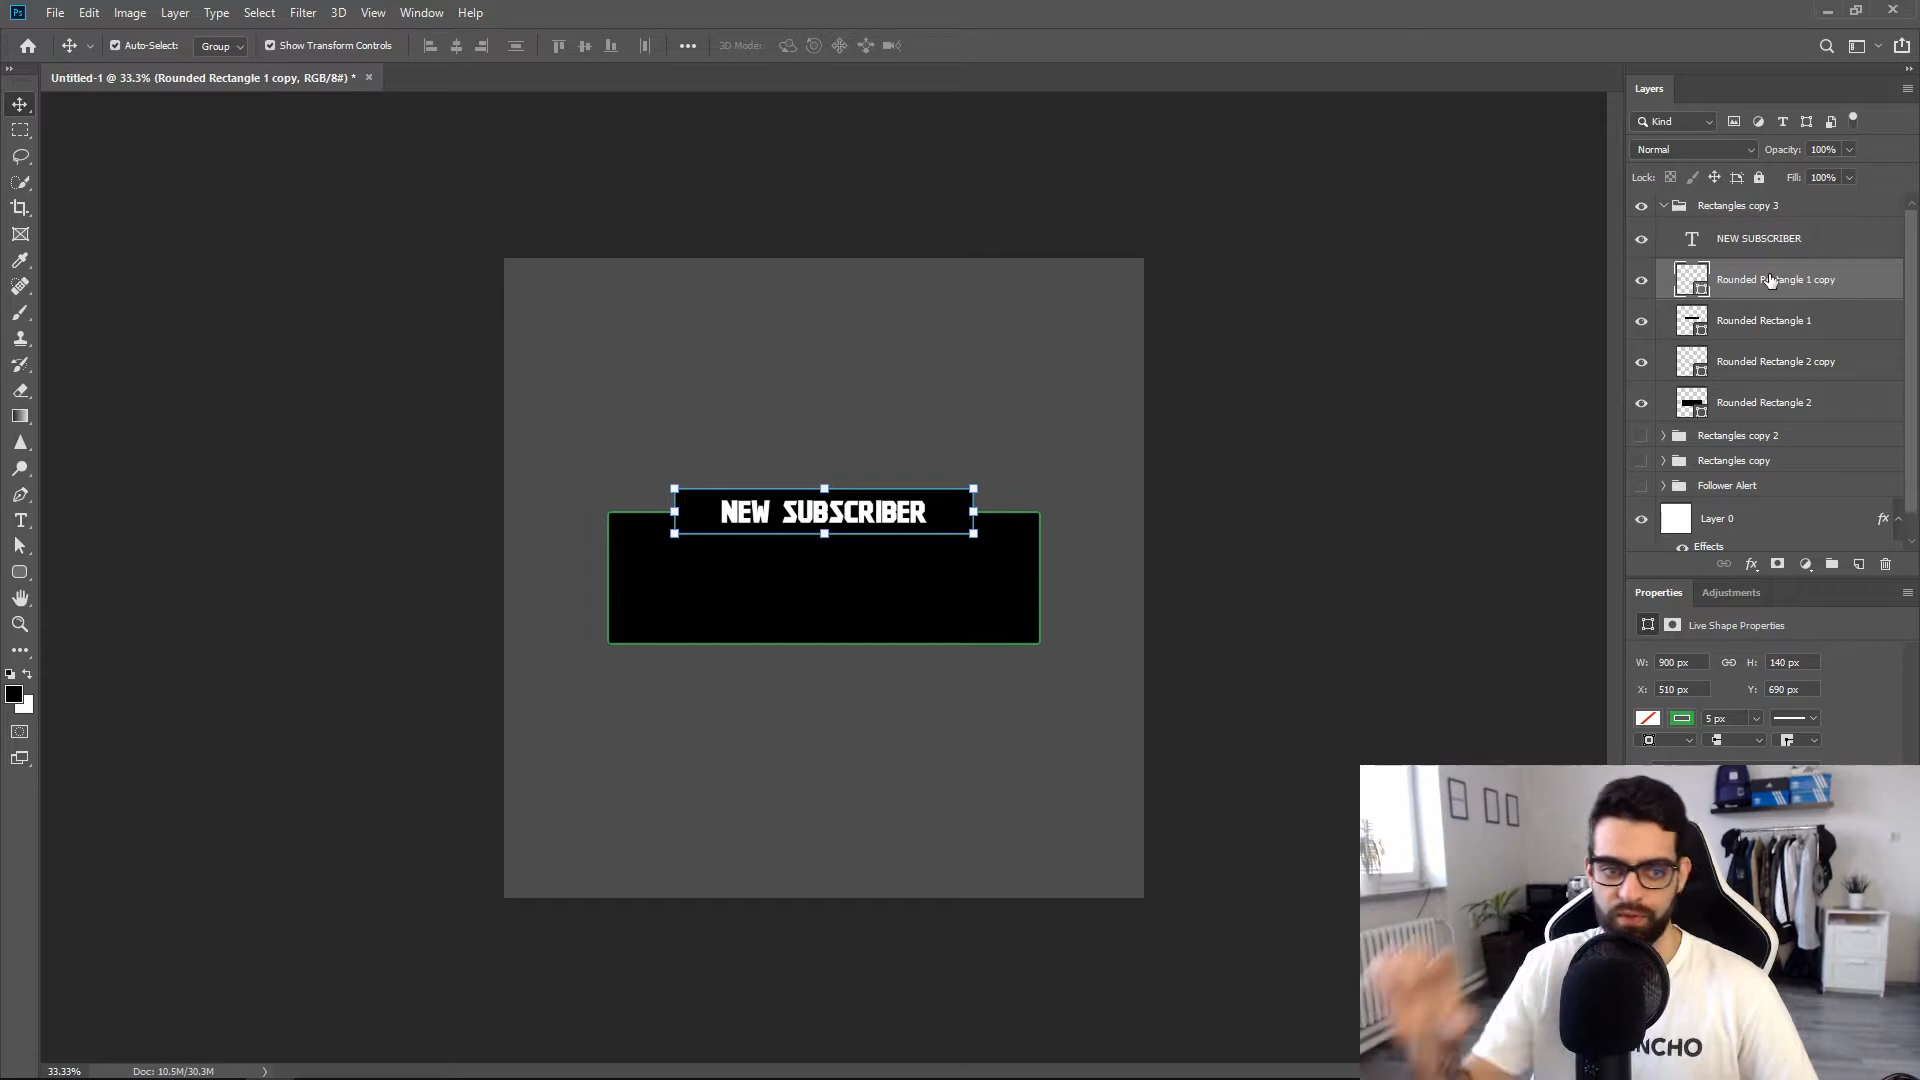 Ps File Edit Image Layer Type Select Filter 3D View Window Help
Auto-Select: Group Show Transform Controls 3D Mode:
Untitled-1 @ 33.3% (Rounded Rectangle 1 copy, RGB/8#) *
Layers
Kind
Normal Opacity: 100%
Lock: Fill: 100%
Rectangles copy 3
NEW SUBSCRIBER
Rounded Rectangle 1 copy
Rounded Rectangle 1
Rounded Rectangle 2 copy
Rounded Rectangle 2
Rectangles copy 2
Rectangles copy
Follower Alert
Layer 0 fx
Effects
NEW SUBSCRIBER
Properties Adjustments
Live Shape Properties
W: 900 px H: 140 px
X: 510 px Y: 690 px
5 px
NCHO
33.33% Doc: 10.5M/30.3M